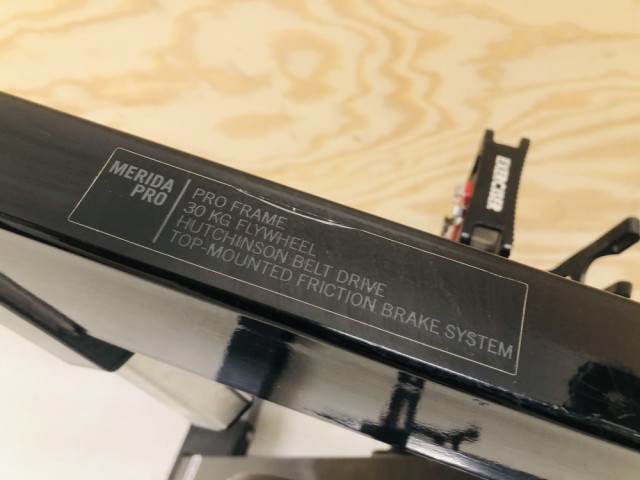 MERIDA
PRO
PRO FRAME
30 KG FLYWHEEL
HUTCHINSON BELT DRIVE
TOP-MOUNTED FRICTION BRAKE SYSTEM